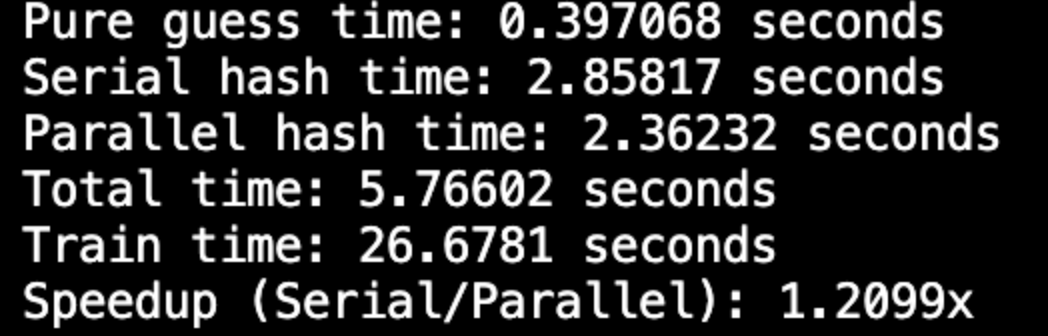 Pure guess time: 0.397068 seconds
Serial hash time: 2.85817 seconds
Parallel hash time: 2.36232 seconds
Total time: 5.76602 seconds
Train time: 26.6781 seconds
Speedup (Serial/Parallel): 1.2099x